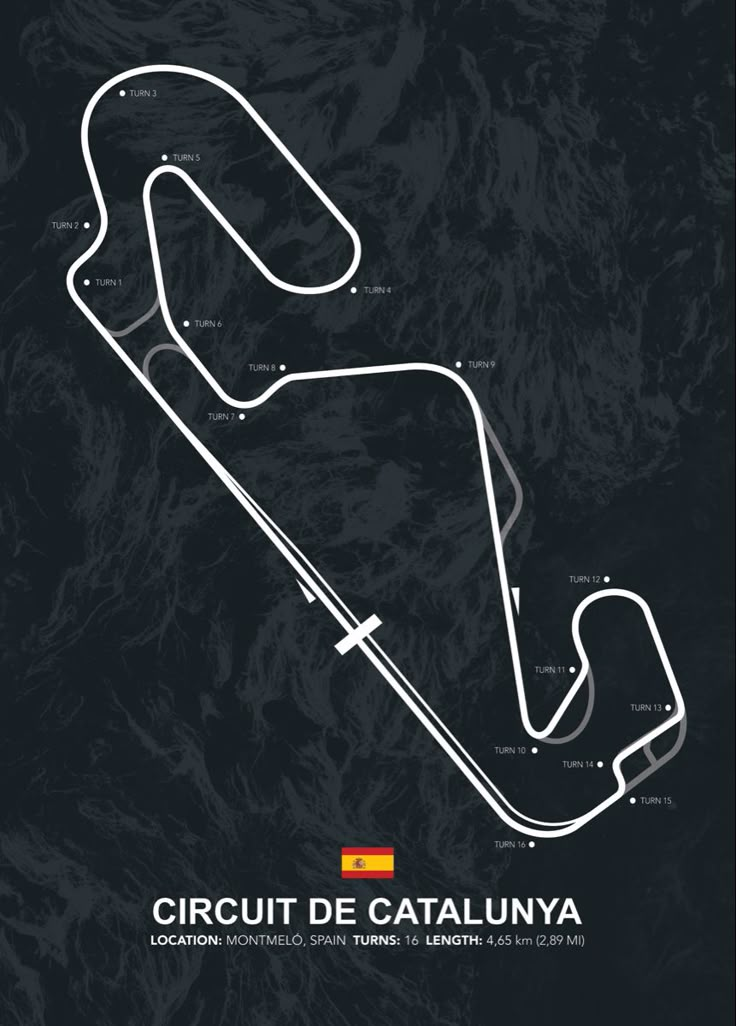 TURN 3
TURN 5
TURN 2
TURN 1
TURN 4
TURN 6
TURN 8
TURN 9
TURN 7
TURN 12
TURN 11
TURN 13
TURN 10
TURN 14
TURN 15
TURN 16
CIRCUIT DE CATALUNYA
LOCATION: MONTMELÓ, SPAIN TURNS: 16 LENGTH: 4,65 km (2,89 MI)